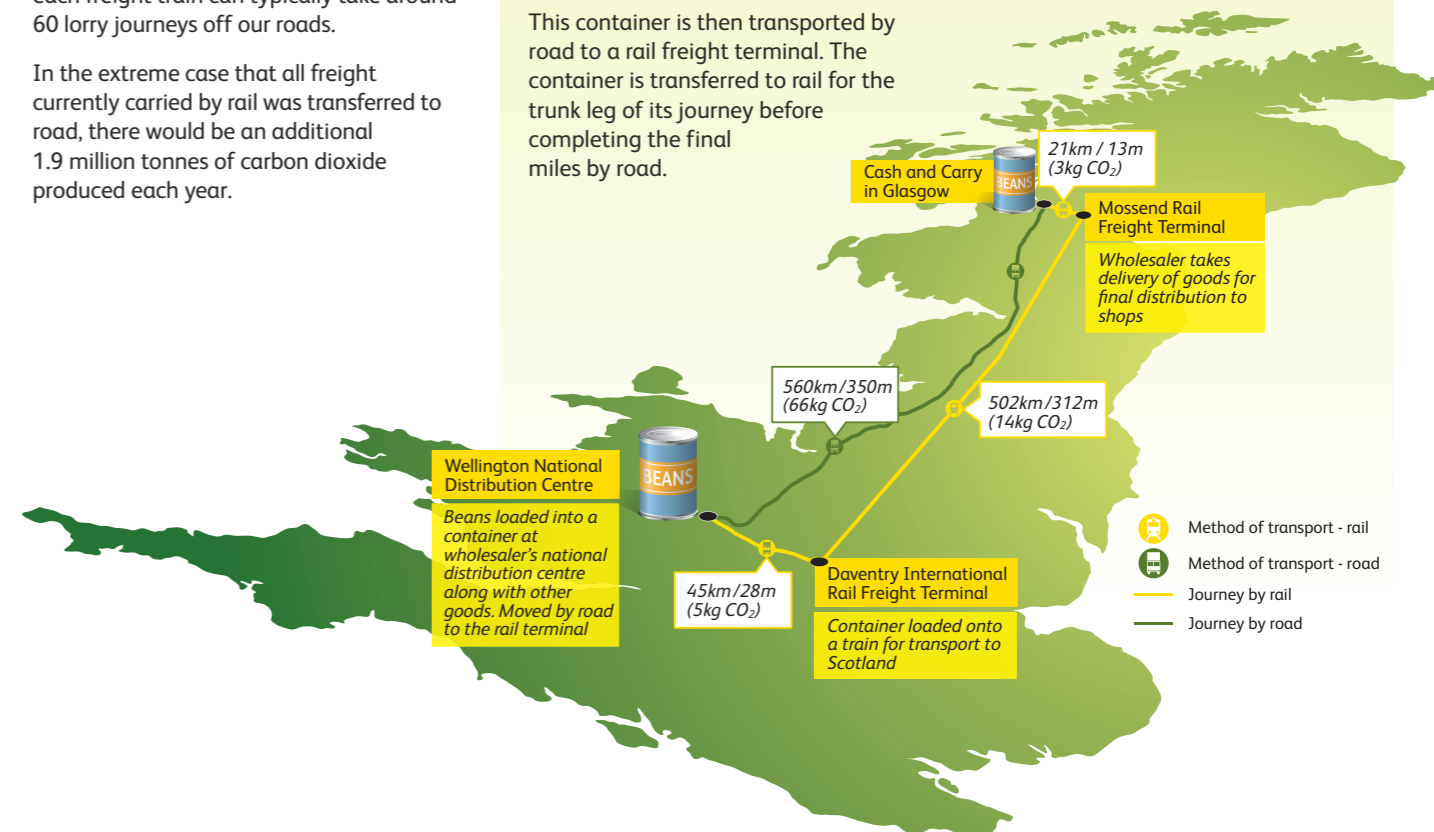 60 lorry journeys off our roads.
In the extreme case that all freight
currently carried by rail was transferred to
road, there would be an additional
1.9 million tonnes of carbon dioxide
produced each year.
This container is then transported by
road to a rail freight terminal. The
container is transferred to rail for the
trunk leg of its journey before
completing the final
miles by road.
Cash and Carry
in Glasgow
BEANS
21km / 13m
(3kg CO₂)
Mossend Rail
Freight Terminal
Wholesaler takes
delivery of goods for
final distribution to
shops
560km/350m
(66kg CO₂)
502km/312m
(14kg CO₂)
Wellington National
Distribution Centre
BEANS
Beans loaded into a
container at
wholesaler's national
distribution centre
along with other
goods. Moved by road
to the rail terminal
45km/28m
(5kg CO₂)
Daventry International
Rail Freight Terminal
Container loaded onto
a train for transport to
Scotland
Method of transport - rail
Method of transport - road
Journey by rail
Journey by road